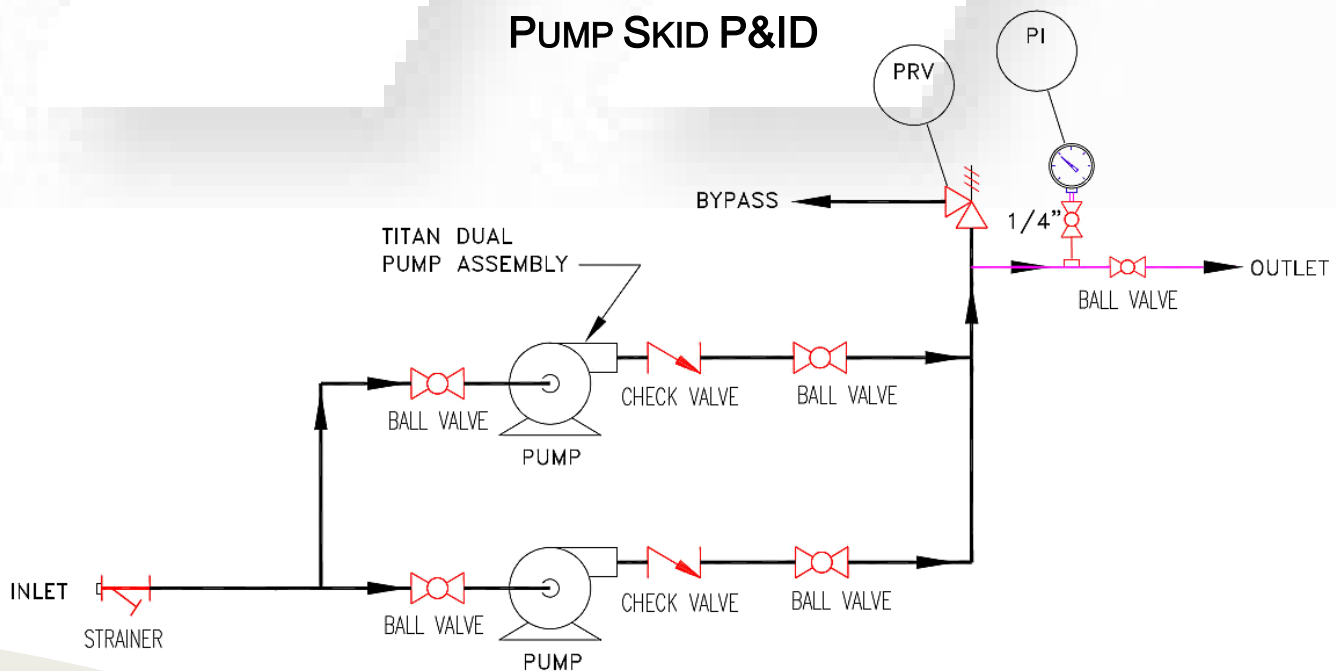 PUMP SKID P&ID
PI
PRV
BYPASS
1/4"
TITAN DUAL
PUMP ASSEMBLY
OUTLET
BALL VALVE
BALL VALVE
CHECK VALVE
BALL VALVE
PUMP
INLET
STRAINER
BALL VALVE
CHECK VALVE
BALL VALVE
PUMP